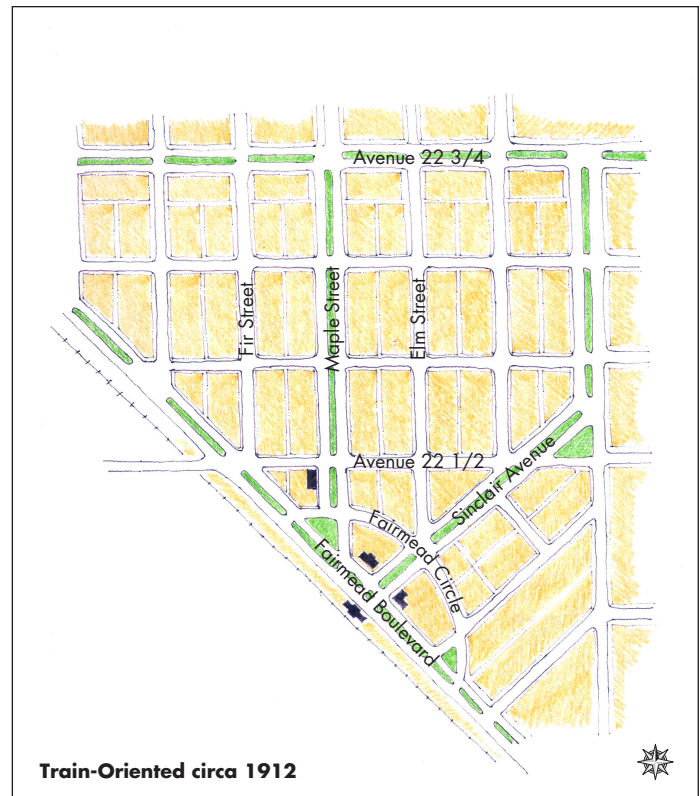 Avenue 22 3/4
Fir Street
Maple Street
Elm Street
Avenue 22 1/2
Sinclair Avenue
Fairmead Circle
Fairmead Boulevard
Train-Oriented circa 1912